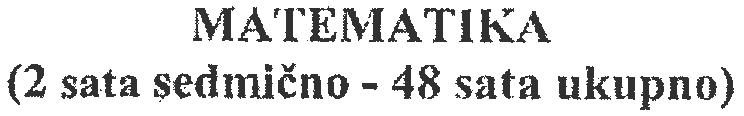 MATEMATIKA
(2 sata sedmično - 48 sata ukupno)